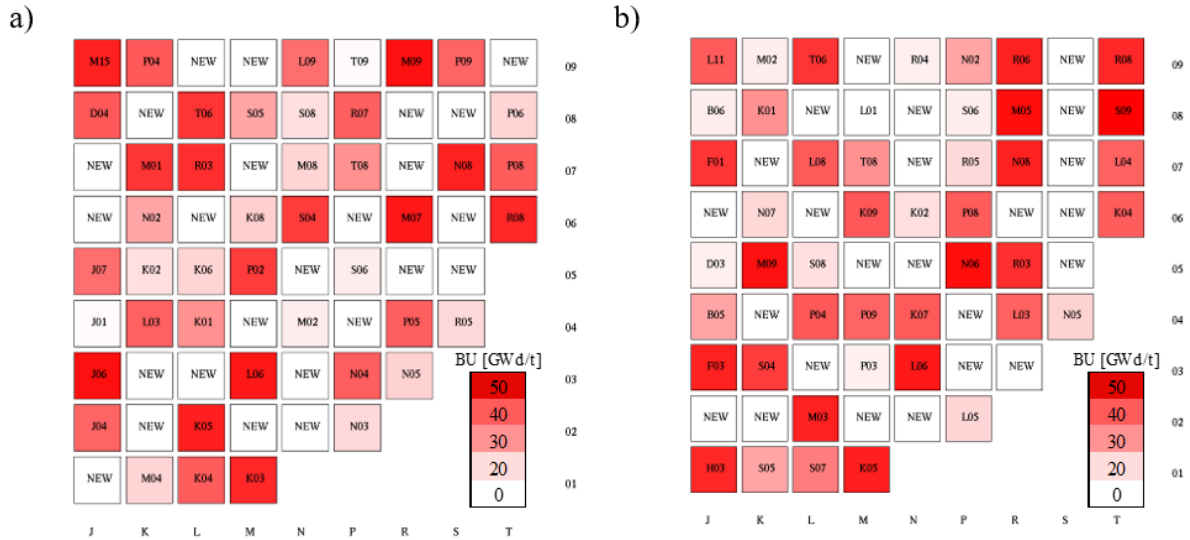 a)
M15 P04 NEW NEW L09 T09 M09 P09 NEW 09
D04 NEW T06 S05 S08 R07 NEW NEW P06 08
NEW M01 R03 NEW M08 T08 NEW N08 P08 07
NEW N02 NEW K08 S04 NEW M07 NEW R08 06
J07 K02 K06 P02 NEW S06 NEW NEW 05
J01 L03 K01 NEW M02 NEW P05 R05 04
J06 NEW NEW L06 NEW N04 N05 03
J04 NEW K05 NEW NEW N03 02
NEW M04 K04 K03 01
J K L M N P R S T
BU [GWd/t]
50
40
30
20
0
b)
L11 M02 T06 NEW R04 N02 R06 NEW R08 09
B06 K01 NEW L01 NEW S06 M05 NEW S09 08
F01 NEW L08 T08 NEW R05 N08 NEW L04 07
NEW N07 NEW K09 K02 P08 NEW NEW K04 06
D03 M09 S08 NEW NEW N06 R03 NEW 05
B05 NEW P04 P09 K07 NEW L03 N05 04
F03 S04 NEW P03 L06 NEW NEW 03
NEW NEW M03 NEW NEW L05 02
H03 S05 S07 K05 01
J K L M N P R S T
BU [GWd/t]
50
40
30
20
0